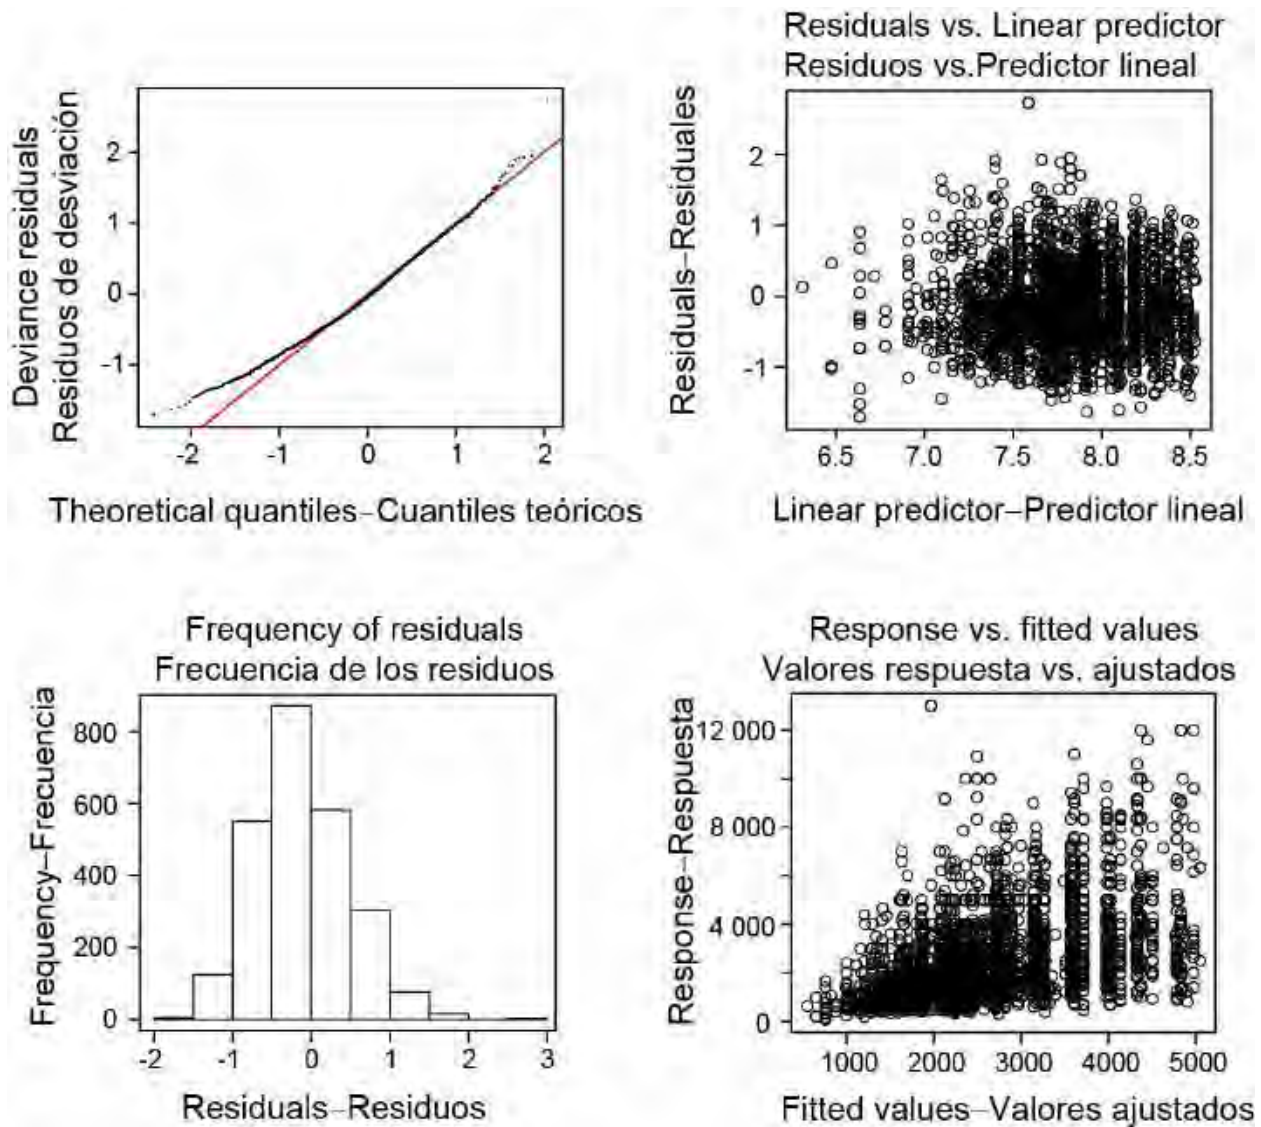 Deviance residuals
Residuos de desviación
2
1
0
-1
-2 -1 0 1 2
Theoretical quantiles–Cuantiles teóricos
Residuals vs. Linear predictor
Residuos vs.Predictor lineal
Residuals–Residuales
2
1
0
-1
6.5 7.0 7.5 8.0 8.5
Linear predictor–Predictor lineal
Frequency of residuals
Frecuencia de los residuos
Frequency–Frecuencia
800
600
400
200
0
-2 -1 0 1 2 3
Residuals–Residuos
Response vs. fitted values
Valores respuesta vs. ajustados
Response–Respuesta
12 000
8 000
4 000
0
1000 2000 3000 4000 5000
Fitted values–Valores ajustados